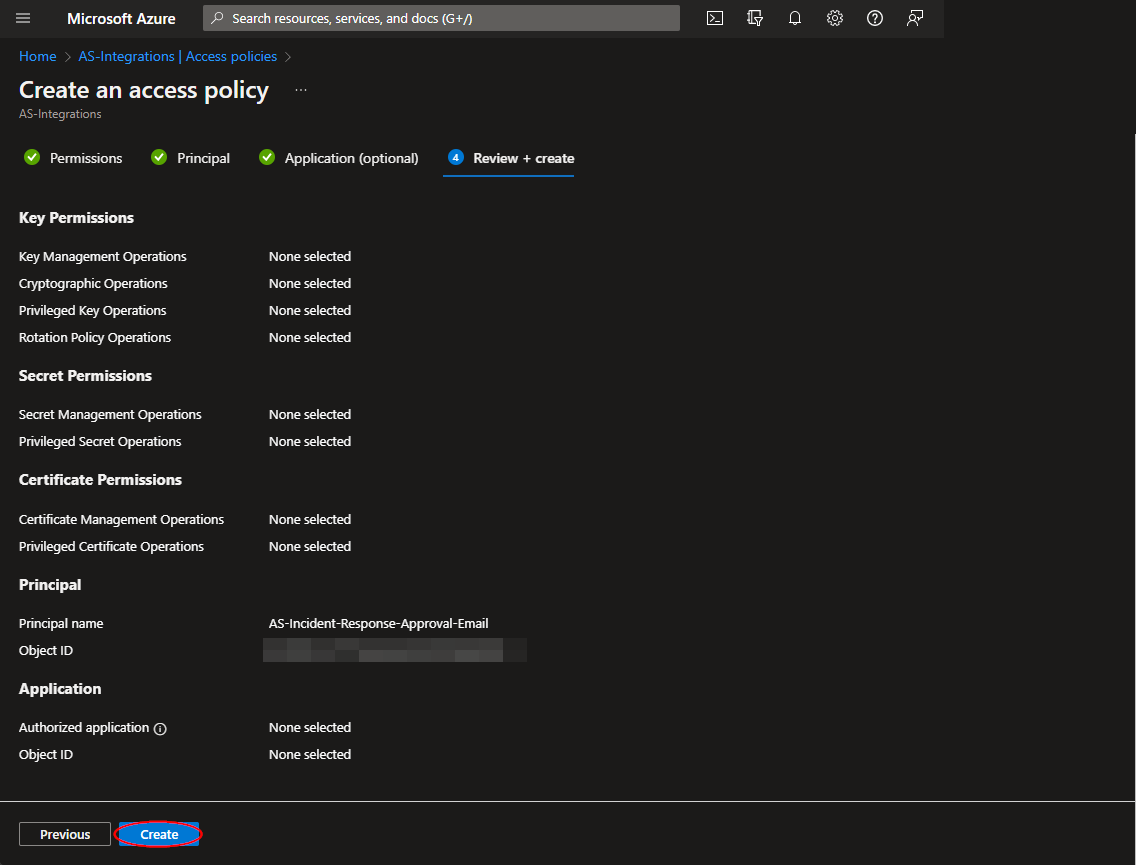 Microsoft Azure
Search resources, services, and docs (G+/)
Home > AS-Integrations | Access policies >
Create an access policy ...
AS-Integrations
Permissions Principal Application (optional) 4 Review + create
Key Permissions
Key Management Operations None selected
Cryptographic Operations None selected
Privileged Key Operations None selected
Rotation Policy Operations None selected
Secret Permissions
Secret Management Operations None selected
Privileged Secret Operations None selected
Certificate Permissions
Certificate Management Operations None selected
Privileged Certificate Operations None selected
Principal
Principal name AS-Incident-Response-Approval-Email
Object ID
Application
Authorized application None selected
Object ID None selected
Previous Create